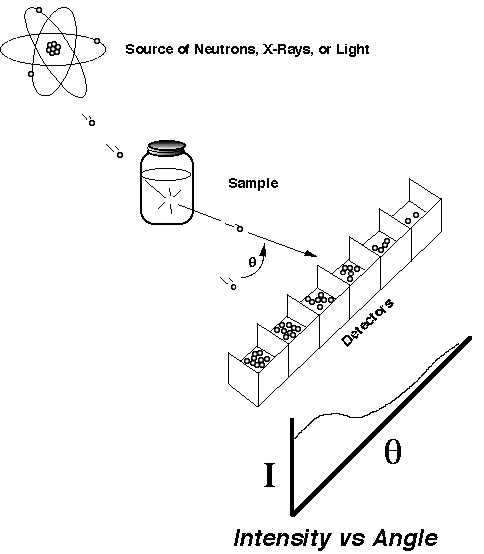 Source of Neutrons, X-Rays, or Light
Sample
θ
Detectors
I
θ
Intensity vs Angle